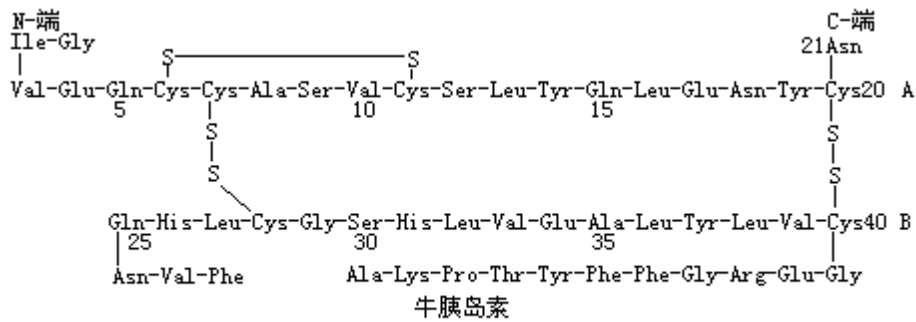 N-端 C-端
Ile-Gly 21Asn
S S
Val-Glu-Gln-Cys-Cys-Ala-Ser-Val-Cys-Ser-Leu-Tyr-Gln-Leu-Glu-Asn-Tyr-Cys20 A
5 10 15
S S
S S
Gln-His-Leu-Cys-Gly-Ser-His-Leu-Val-Glu-Ala-Leu-Tyr-Leu-Val-Cys40 B
25 30 35
Asn-Val-Phe Ala-Lys-Pro-Thr-Tyr-Phe-Phe-Gly-Arg-Glu-Gly
牛胰岛素